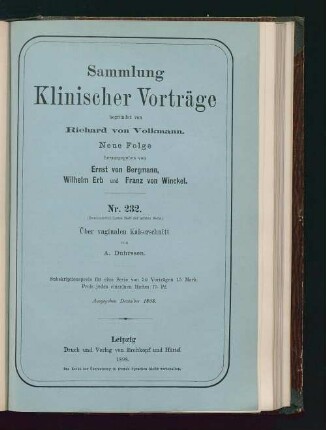 Sammlung
Klinischer Vorträge
begründet von
Richard von Volkmann.
Neue Folge
herausgegeben von
Ernst von Bergmann,
Wilhelm Erb und Franz von Winckel.
Nr. 232.
Über vaginalen Kaiserschnitt
von
A. Dührssen.
Subskriptionspreis für eine Serie von 30 Vorträgen 15 Mark.
Preis jedes einzelnen Heftes 75 Pf.
Ausgegeben Dezember 1898.
Leipzig
Druck und Verlag von Breitkopf und Härtel
1898.